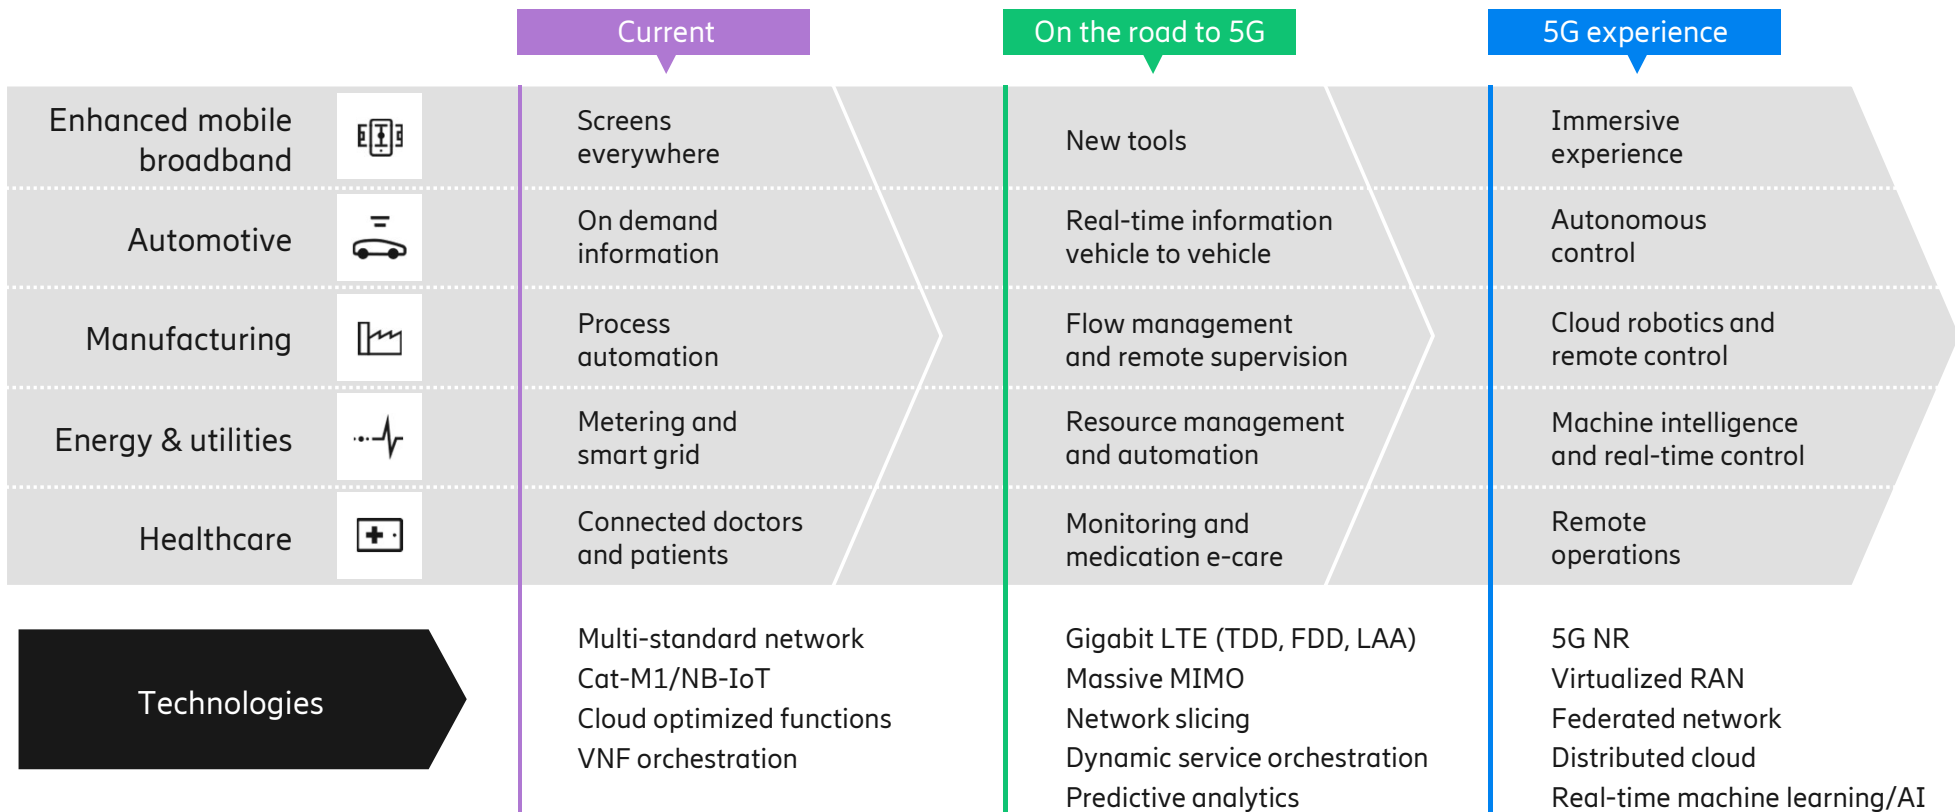 Current
On the road to 5G
5G experience
Enhanced mobile
broadband
Screens
everywhere
New tools
Immersive
experience
Automotive
On demand
information
Real-time information
vehicle to vehicle
Autonomous
control
Manufacturing
Process
automation
Flow management
and remote supervision
Cloud robotics and
remote control
Energy & utilities
Metering and
smart grid
Resource management
and automation
Machine intelligence
and real-time control
Healthcare
Connected doctors
and patients
Monitoring and
medication e-care
Remote
operations
Technologies
Multi-standard network
Cat-M1/NB-IoT
Cloud optimized functions
VNF orchestration
Gigabit LTE (TDD, FDD, LAA)
Massive MIMO
Network slicing
Dynamic service orchestration
Predictive analytics
5G NR
Virtualized RAN
Federated network
Distributed cloud
Real-time machine learning/AI